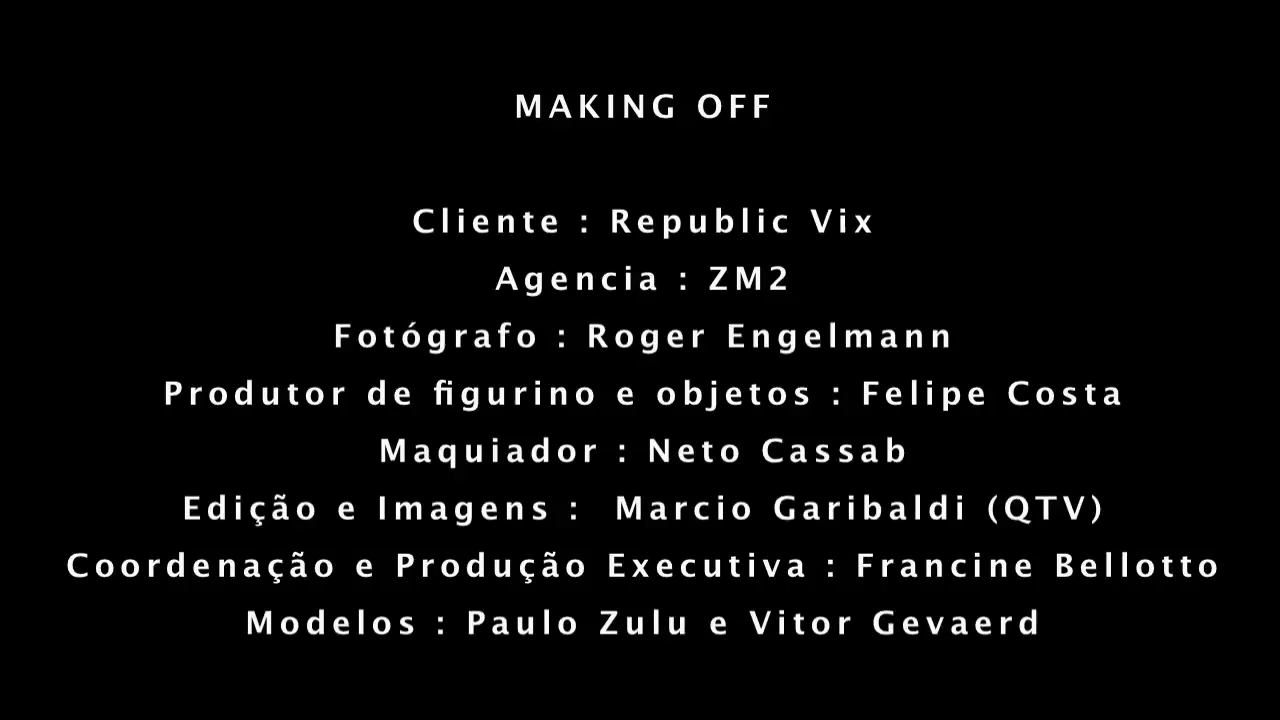 MAKING OFF
Cliente : Republic Vix
Agencia : ZM2
Fotógrafo : Roger Engelmann
Produtor de figurino e objetos : Felipe Costa
Maquiador : Neto Cassab
Edição e Imagens :  Marcio Garibaldi (QTV)
Coordenação e Produção Executiva : Francine Bellotto
Modelos : Paulo Zulu e Vitor Gevaerd